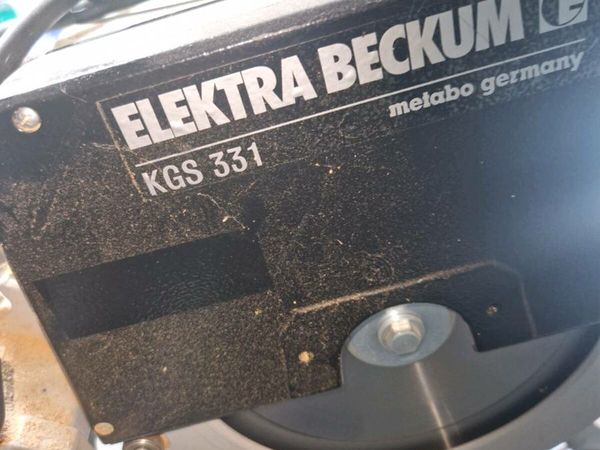 ELEKTRA BECKUM
metabo germany
KGS 331